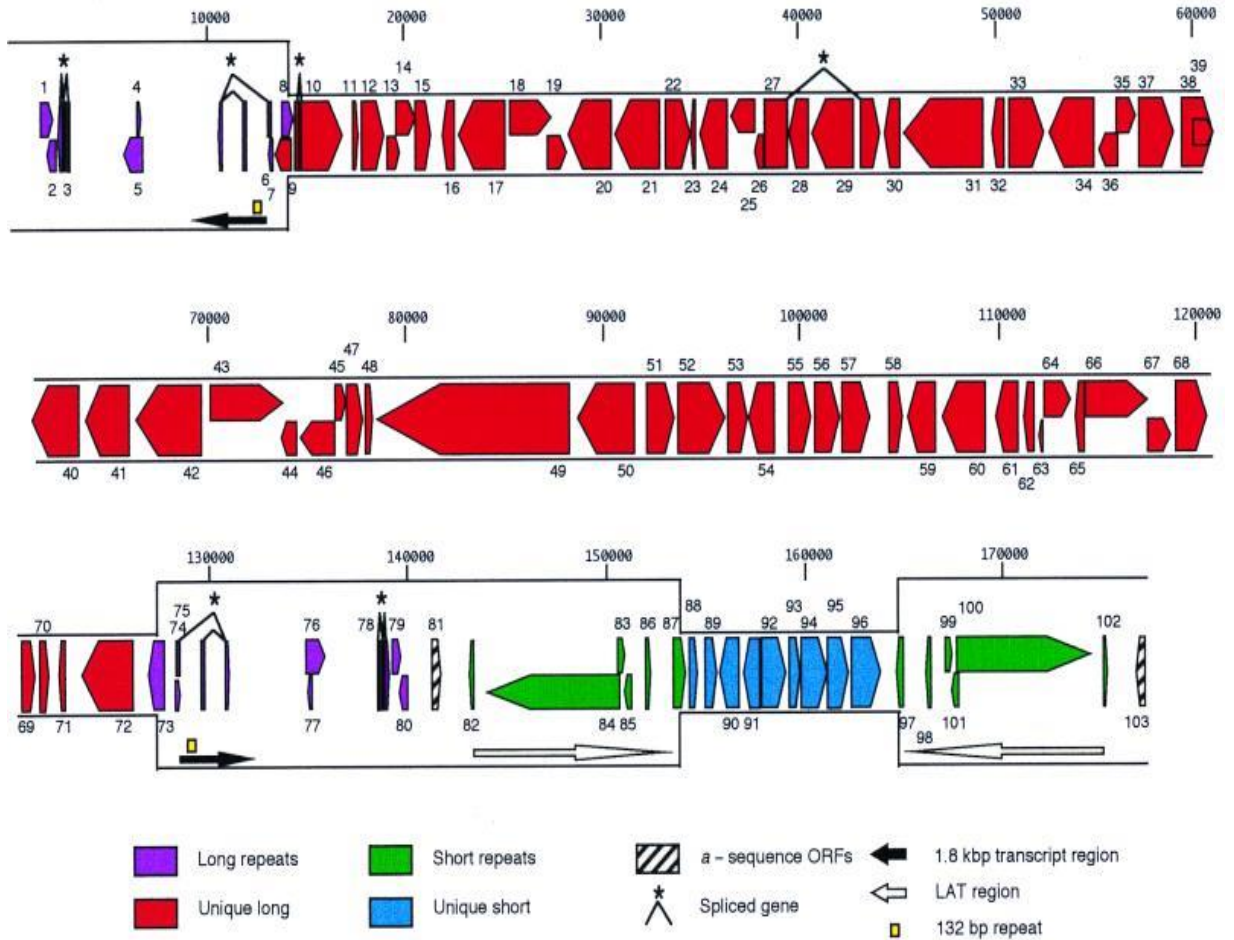 10000 20000 30000 40000 50000 60000
* * * *
14 39
1 4 8 10 11 12 13 15 18 19 22 27 33 35 37 38
2 3 5 6 7 9 16 17 20 21 23 24 26 28 29 30 31 32 34 36
25
70000 80000 90000 100000 110000 120000
47
43 45 48 51 52 53 55 56 57 58 64 66 67 68
40 41 42 44 46 49 50 54 59 60 61 63 65
62
130000 140000 150000 160000 170000
* *
75 88 93 95 100
70 74 76 78 79 81 83 86 87 89 92 94 96 99 102
69 71 72 73 77 80 82 84 85 90 91 97 101 103
98
Long repeats Short repeats a – sequence ORFs 1.8 kbp transcript region
*
LAT region
Unique long Unique short Spliced gene
132 bp repeat